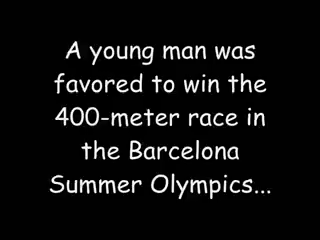 A young man was
favored to win the
400-meter race in
the Barcelona
Summer Olympics...